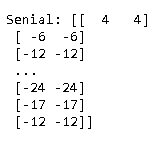 Senial: [[  4   4]
 [ -6  -6]
 [-12 -12]
 ...
 [-24 -24]
 [-17 -17]
 [-12 -12]]